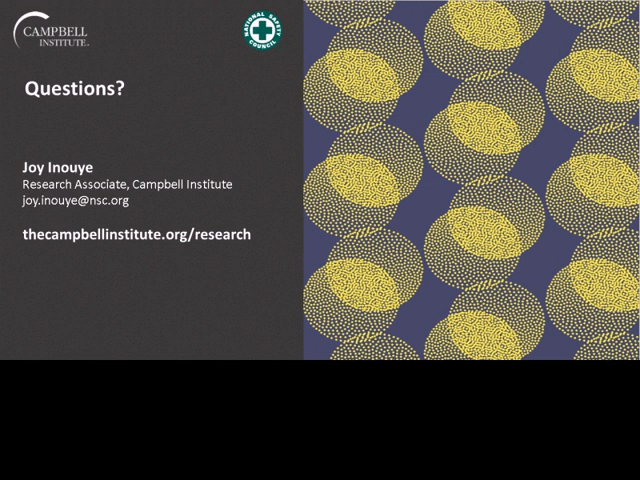 CAMPBELL
INSTITUTE
NATIONAL SAFETY COUNCIL
Questions?
Joy Inouye
Research Associate, Campbell Institute
joy.inouye@nsc.org
thecampbellinstitute.org/research